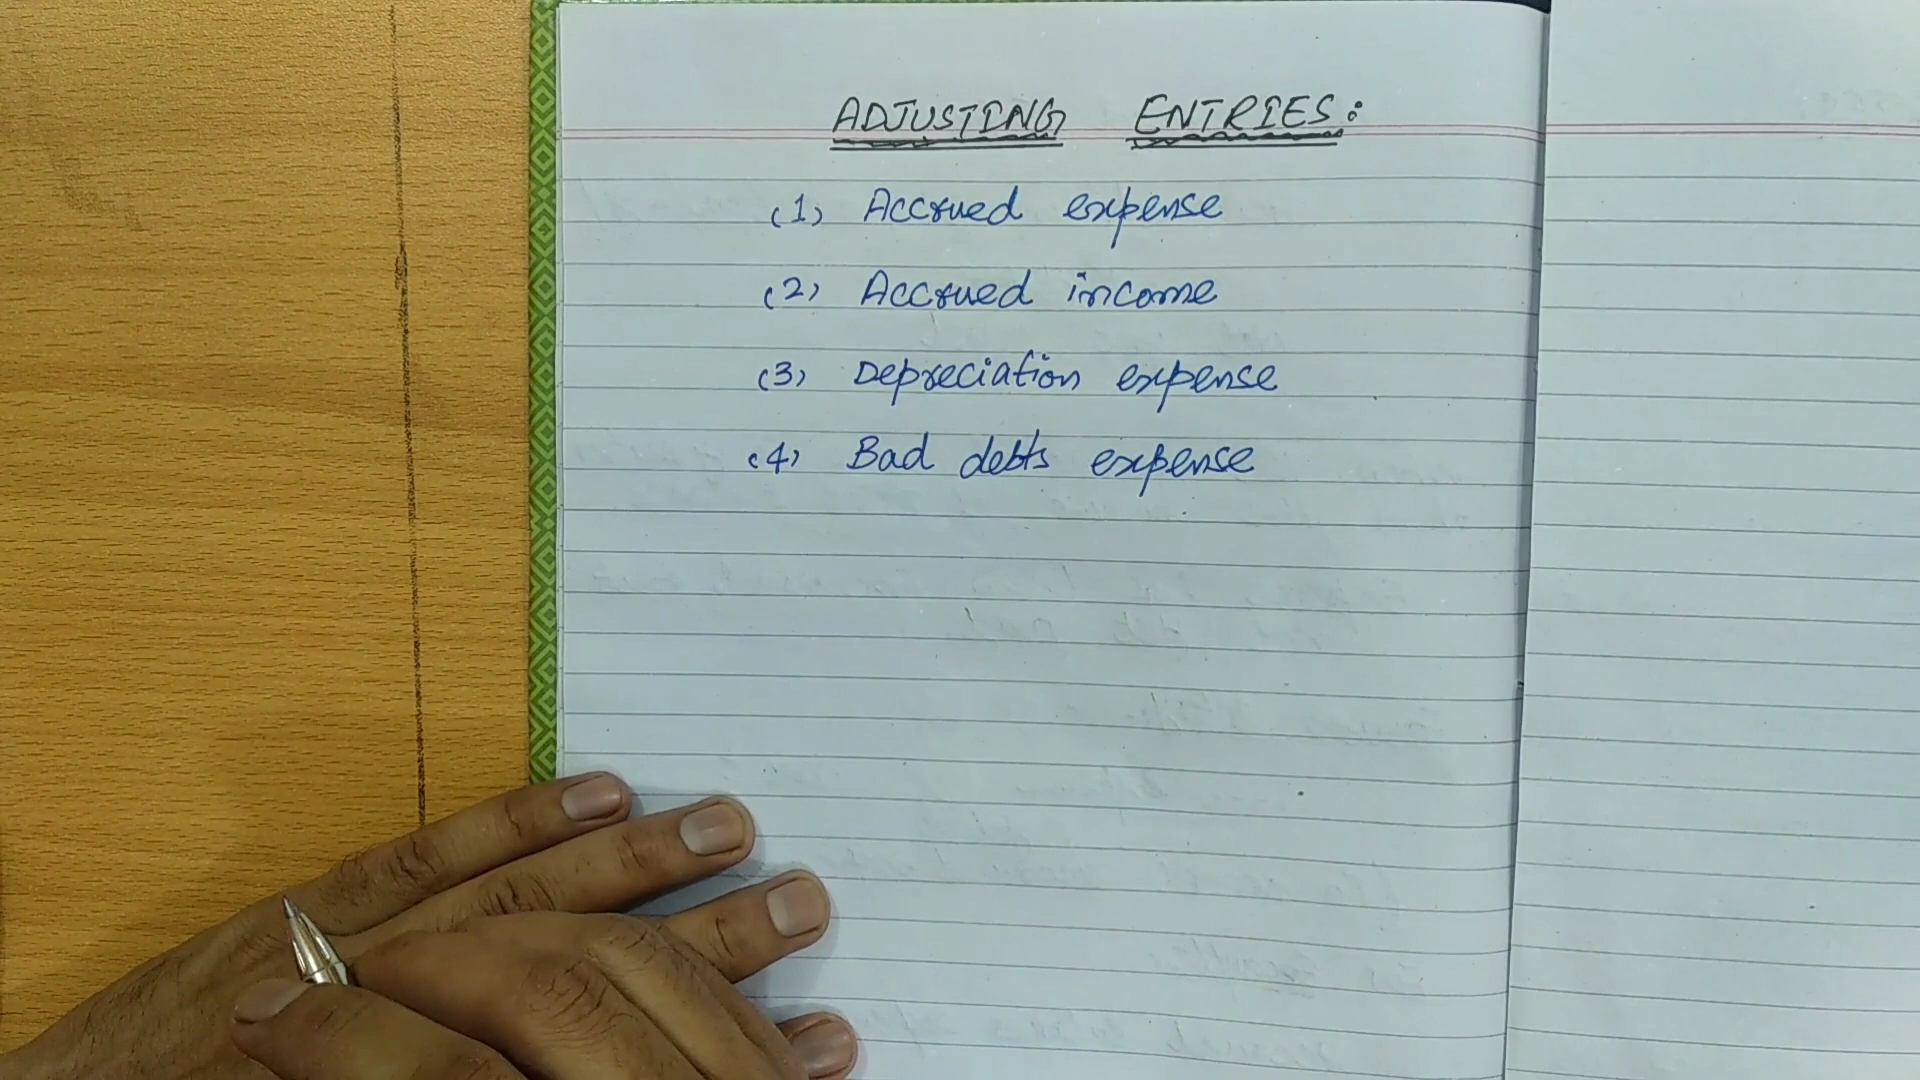 ADJUSTING ENTRIES:
(1) Accrued expense
(2) Accrued income
(3) Depreciation expense
(4) Bad debts expense